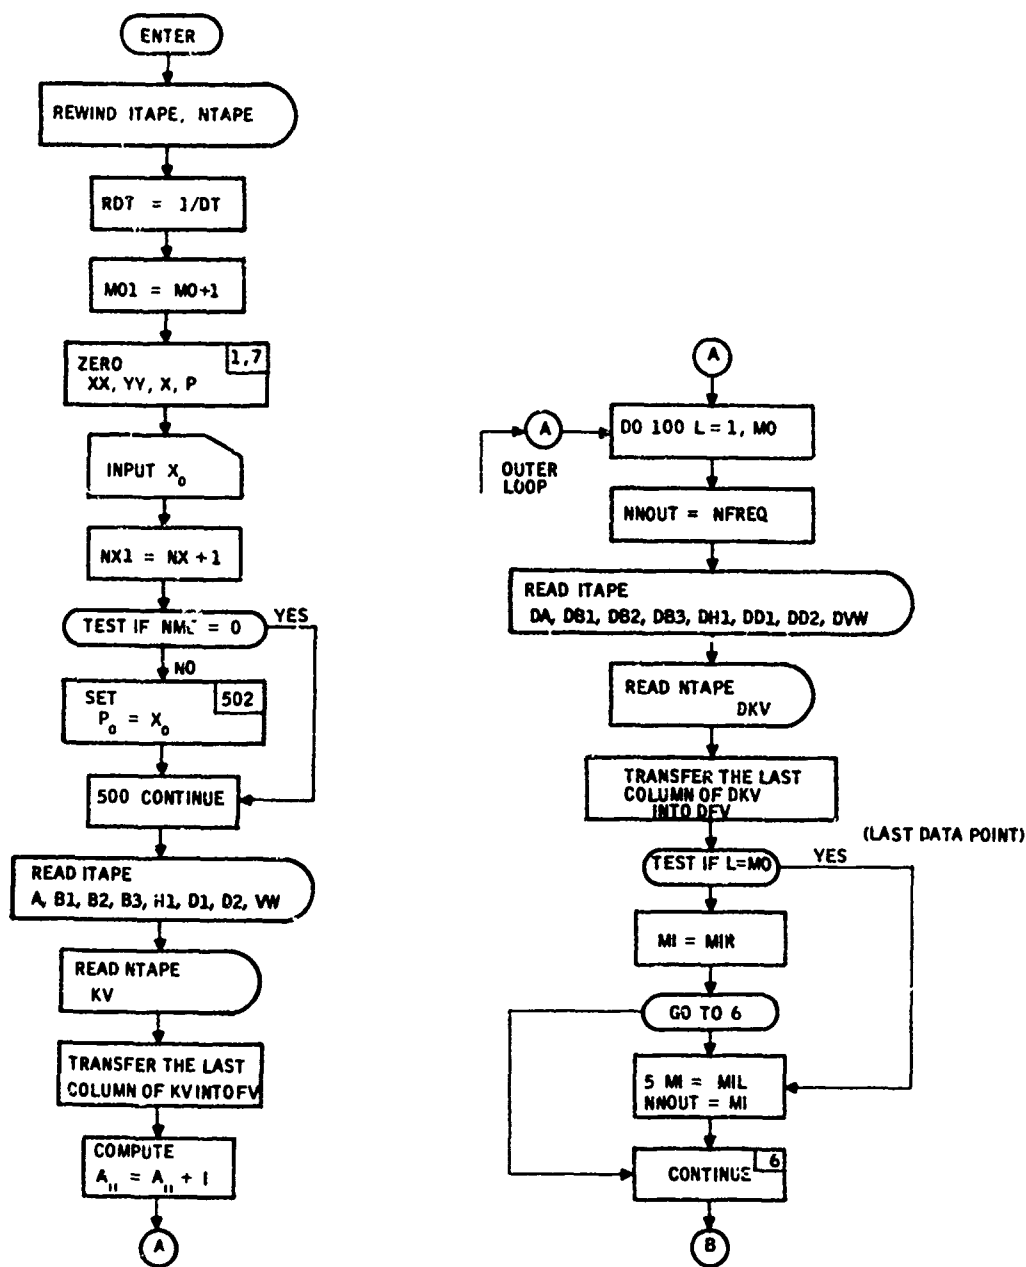 ENTER
REWIND ITAPE, NTAPE
RDT = 1/DT
MO1 = MO+1
1,7
ZERO
XX, YY, X, P
INPUT X₀
NX1 = NX + 1
TEST IF = 0
YES
NO
SET
502
P₀ = X₀
500 CONTINUE
READ ITAPE
A, B1, B2, B3, H1, D1, D2, VW
READ NTAPE
KV
TRANSFER THE LAST
COLUMN OF KV INTO FV
COMPUTE
A₁₁ = A₁₁ + 1
A
A
A
DO 100 L = 1, MO
OUTER
LOOP
NNOUT = NFREQ
READ ITAPE
DA, DB1, DB2, DB3, DH1, DD1, DD2, DVW
READ NTAPE
DKV
TRANSFER THE LAST
COLUMN OF DKV
INTO DFV
(LAST DATA POINT)
TEST IF L=MO
YES
MI = MIR
GO TO 6
5 MI = MIL
NNOUT = MI
6
CONTINUE
B